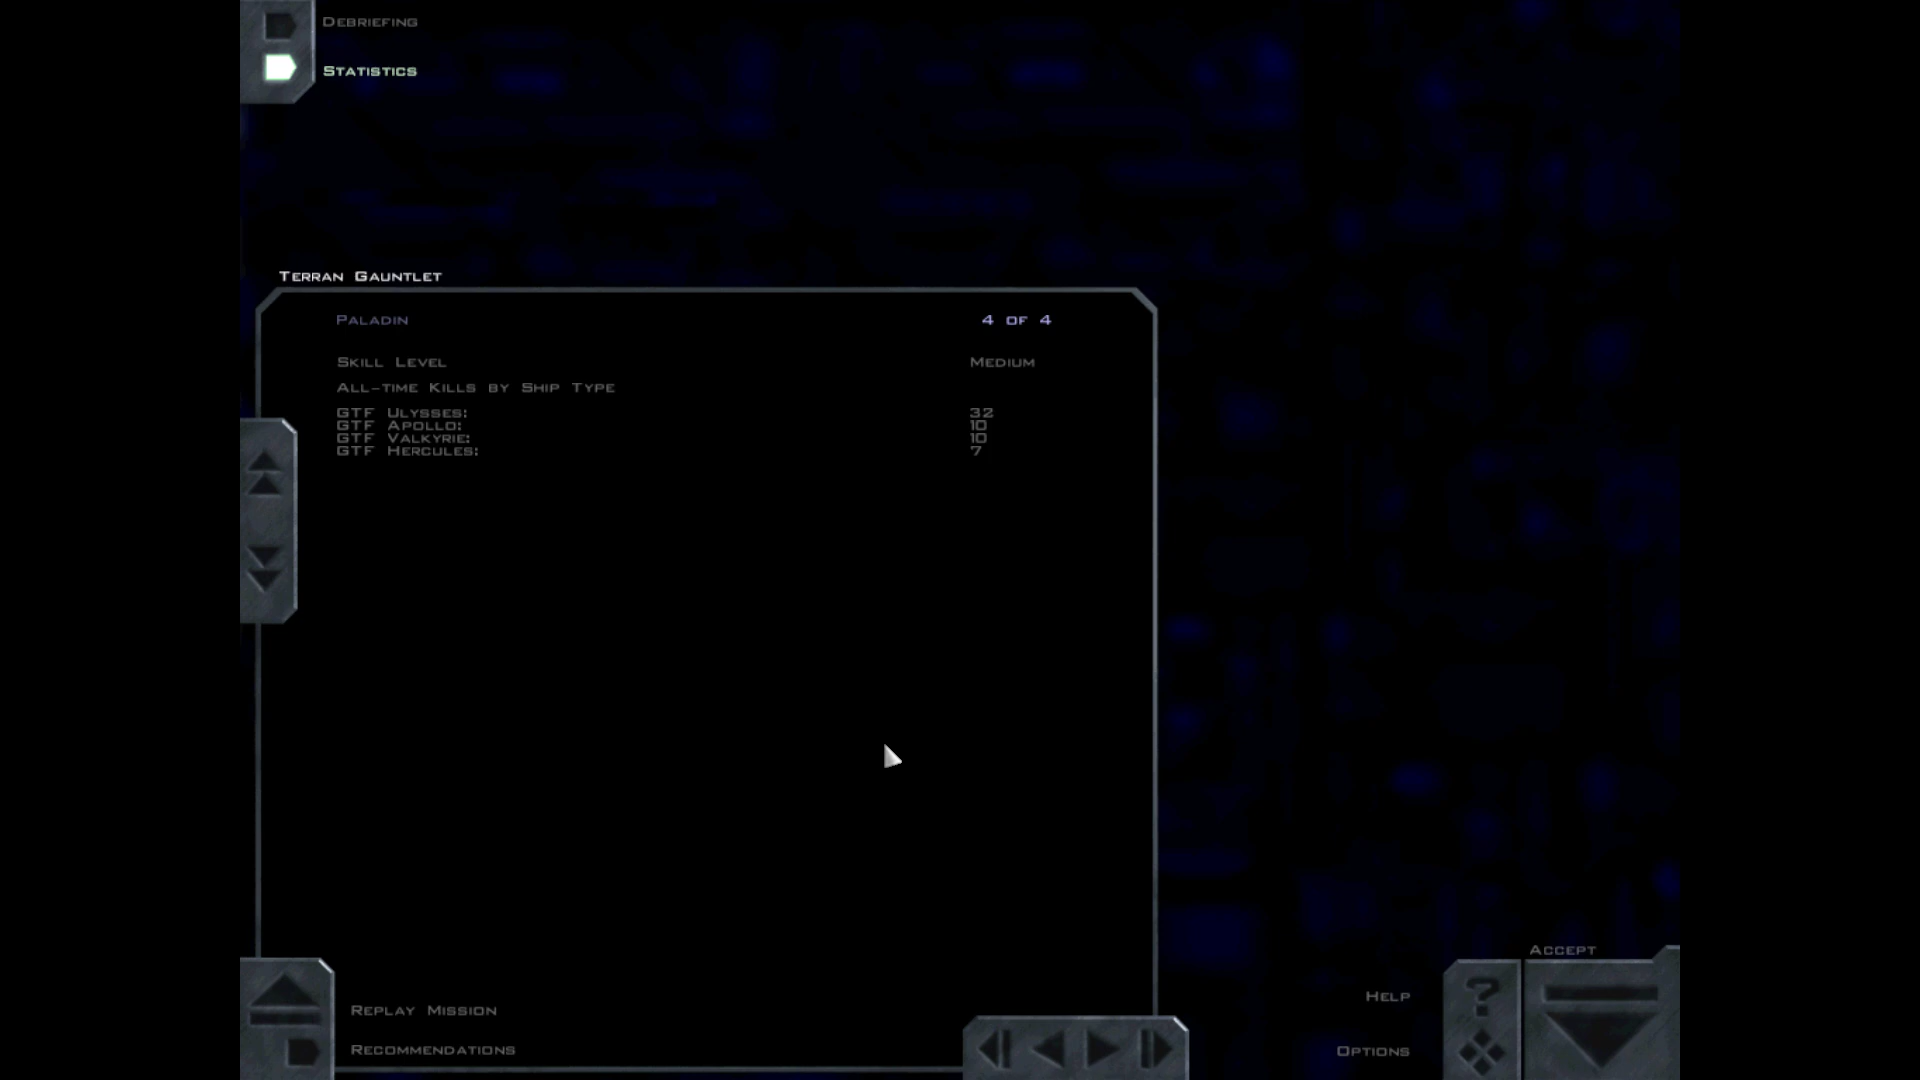 Debriefing
Statistics
Terran Gauntlet
Paladin 4 of 4
Skill Level Medium
All-time Kills by Ship Type
GTF Ulysses: 32
GTF Apollo: 10
GTF Valkyrie: 10
GTF Hercules: 7
Accept
Help
?
Replay Mission
Recommendations
Options